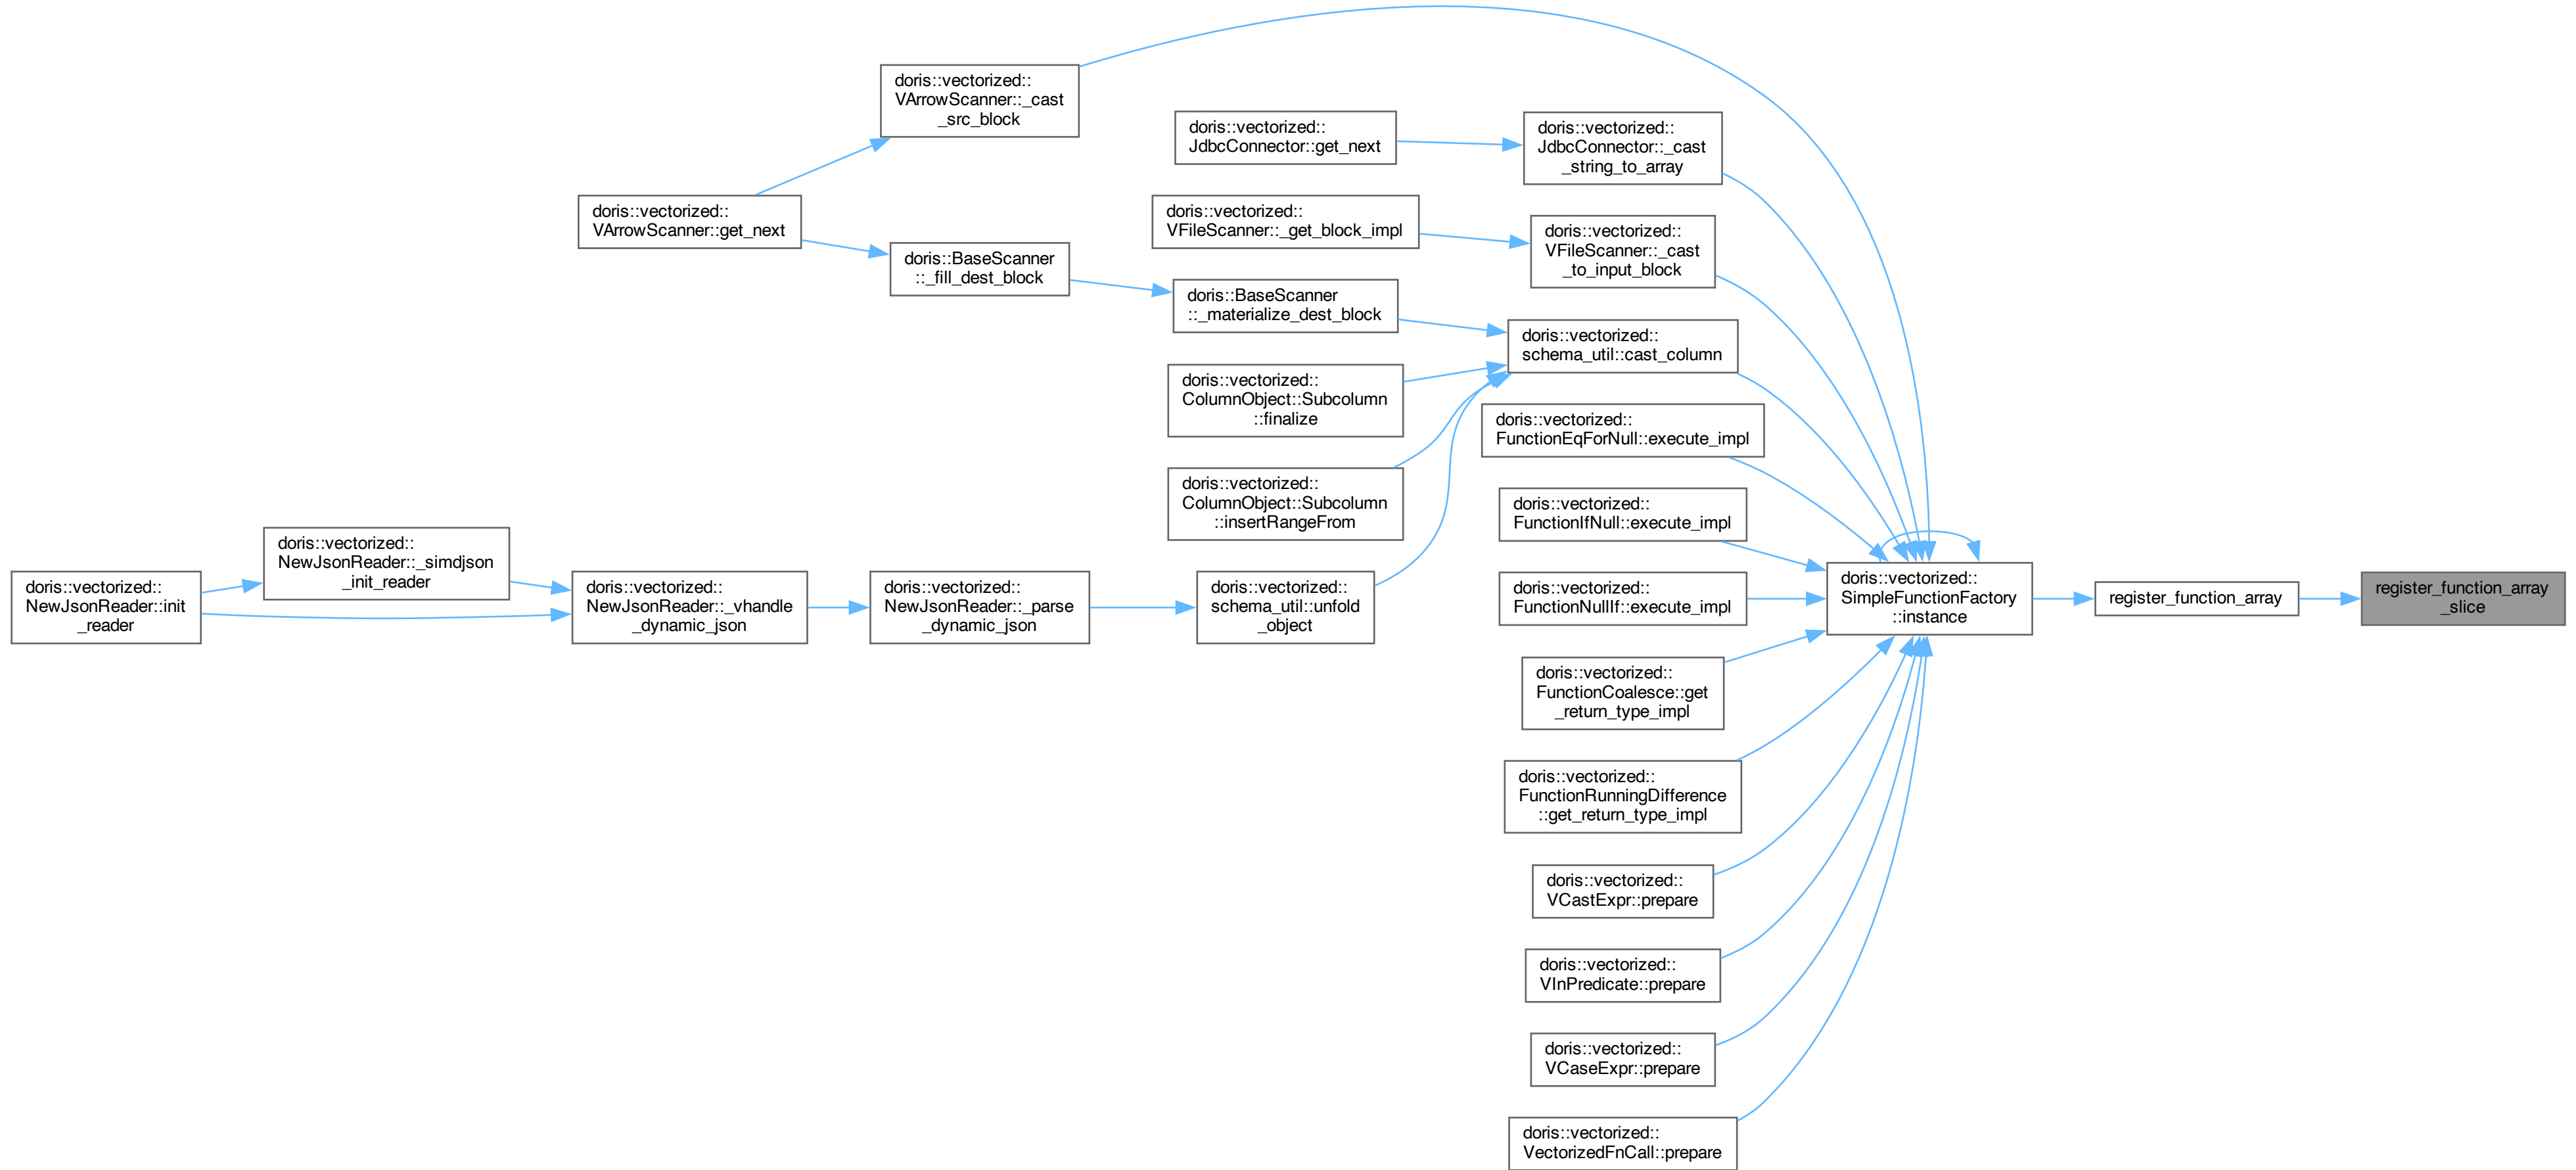 doris::vectorized::
VArrowScanner::_cast
_src_block
doris::vectorized::
JdbcConnector::get_next
doris::vectorized::
JdbcConnector::_cast
_string_to_array
doris::vectorized::
VArrowScanner::get_next
doris::vectorized::
VFileScanner::_get_block_impl
doris::vectorized::
VFileScanner::_cast
_to_input_block
doris::BaseScanner
::_fill_dest_block
doris::BaseScanner
::_materialize_dest_block
doris::vectorized::
schema_util::cast_column
doris::vectorized::
ColumnObject::Subcolumn
::finalize
doris::vectorized::
FunctionEqForNull::execute_impl
doris::vectorized::
ColumnObject::Subcolumn
::insertRangeFrom
doris::vectorized::
FunctionIfNull::execute_impl
doris::vectorized::
NewJsonReader::_simdjson
_init_reader
doris::vectorized::
NewJsonReader::init
_reader
doris::vectorized::
NewJsonReader::_vhandle
_dynamic_json
doris::vectorized::
NewJsonReader::_parse
_dynamic_json
doris::vectorized::
schema_util::unfold
_object
doris::vectorized::
FunctionNullIf::execute_impl
doris::vectorized::
SimpleFunctionFactory
::instance
register_function_array
register_function_array
_slice
doris::vectorized::
FunctionCoalesce::get
_return_type_impl
doris::vectorized::
FunctionRunningDifference
::get_return_type_impl
doris::vectorized::
VCastExpr::prepare
doris::vectorized::
VInPredicate::prepare
doris::vectorized::
VCaseExpr::prepare
doris::vectorized::
VectorizedFnCall::prepare